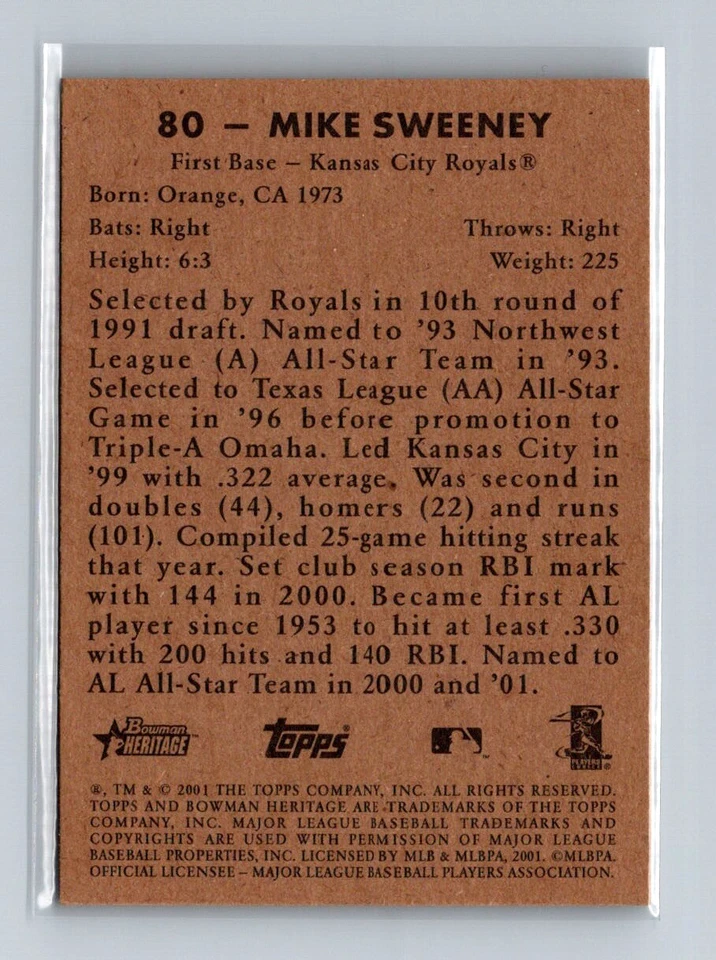 80 – MIKE SWEENEY
First Base – Kansas City Royals®
Born: Orange, CA 1973
Bats: Right Throws: Right
Height: 6:3 Weight: 225
Selected by Royals in 10th round of
1991 draft. Named to ’93 Northwest
League (A) All-Star Team in ’93.
Selected to Texas League (AA) All-Star
Game in ’96 before promotion to
Triple-A Omaha. Led Kansas City in
’99 with .322 average. Was second in
doubles (44), homers (22) and runs
(101). Compiled 25-game hitting streak
that year. Set club season RBI mark
with 144 in 2000. Became first AL
player since 1953 to hit at least .330
with 200 hits and 140 RBI. Named to
AL All-Star Team in 2000 and ’01.
Bowman HERITAGE™ Topps® ™ PLAYERS CHOICE®
®, TM & © 2001 THE TOPPS COMPANY, INC. ALL RIGHTS RESERVED.
TOPPS AND BOWMAN HERITAGE ARE TRADEMARKS OF THE TOPPS
COMPANY, INC. MAJOR LEAGUE BASEBALL TRADEMARKS AND
COPYRIGHTS ARE USED WITH PERMISSION OF MAJOR LEAGUE
BASEBALL PROPERTIES, INC. LICENSED BY MLB & MLBPA, 2001. ©MLBPA.
OFFICIAL LICENSEE – MAJOR LEAGUE BASEBALL PLAYERS ASSOCIATION.